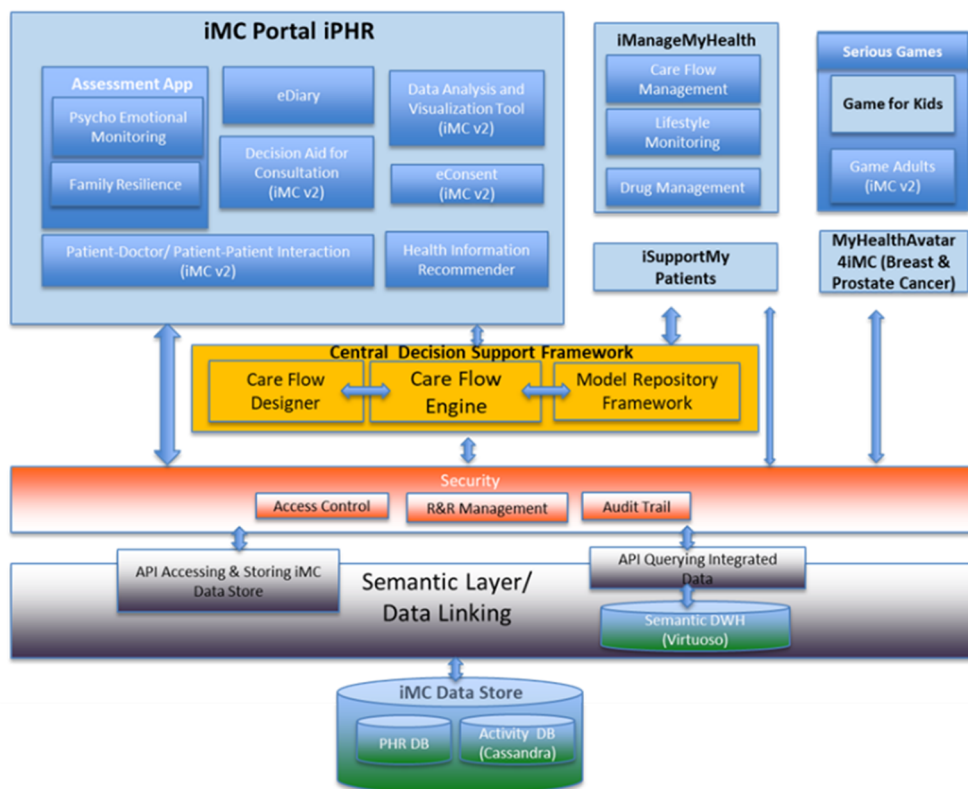 iMC Portal iPHR
Assessment App
Psycho Emotional
Monitoring
Family Resilience
eDiary
Decision Aid for
Consultation
(iMC v2)
Data Analysis and
Visualization Tool
(iMC v2)
eConsent
(iMC v2)
Patient-Doctor/ Patient-Patient Interaction
(iMC v2)
Health Information
Recommender
iManageMyHealth
Care Flow
Management
Lifestyle
Monitoring
Drug Management
iSupportMy
Patients
Serious Games
Game for Kids
Game Adults
(iMC v2)
MyHealthAvatar
4iMC (Breast &
Prostate Cancer)
Central Decision Support Framework
Care Flow
Designer
Care Flow
Engine
Model Repository
Framework
Security
Access Control
R&R Management
Audit Trail
API Accessing & Storing iMC
Data Store
Semantic Layer/
Data Linking
API Querying Integrated
Data
Semantic DWH
(Virtuoso)
iMC Data Store
PHR DB
Activity DB
(Cassandra)